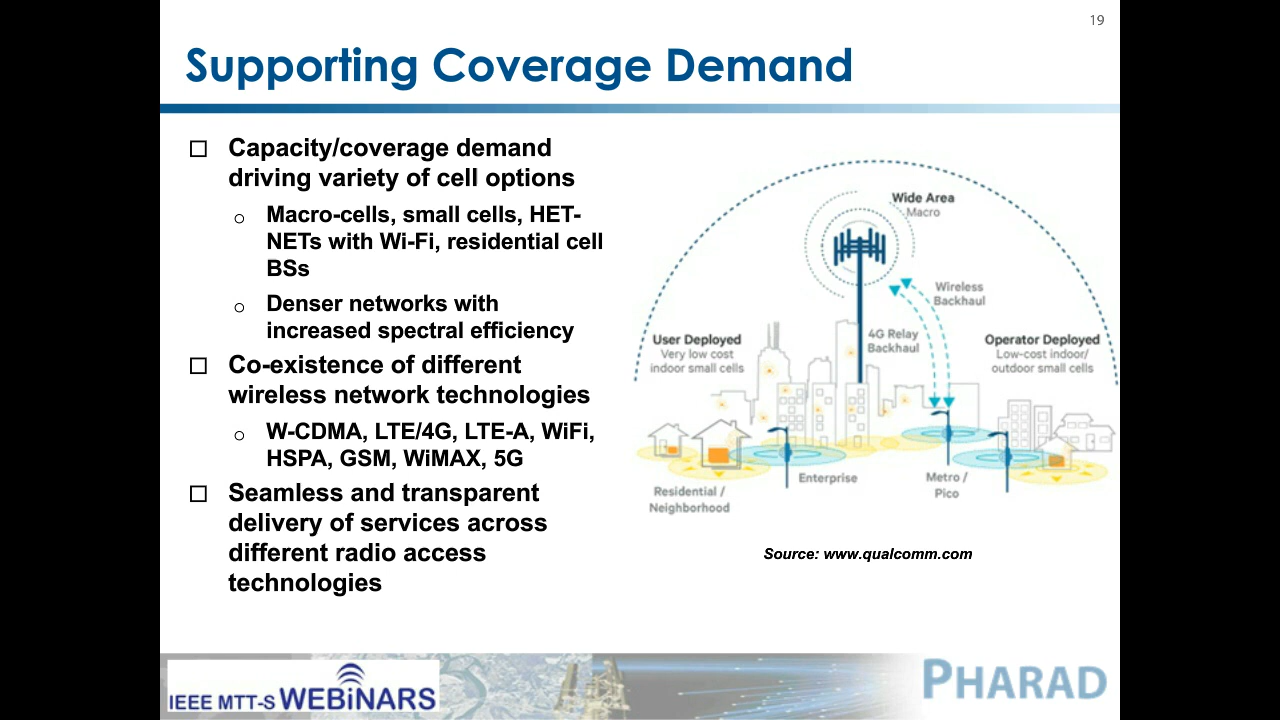 19
Supporting Coverage Demand
Capacity/coverage demand
driving variety of cell options
Macro-cells, small cells, HET-
NETs with Wi-Fi, residential cell
BSs
Denser networks with
increased spectral efficiency
Co-existence of different
wireless network technologies
W-CDMA, LTE/4G, LTE-A, WiFi,
HSPA, GSM, WiMAX, 5G
Seamless and transparent
delivery of services across
different radio access
technologies
Wide Area
Macro
Wireless
Backhaul
4G Relay
Backhaul
User Deployed
Very low cost
indoor small cells
Operator Deployed
Low-cost indoor/
outdoor small cells
Residential /
Neighborhood
Enterprise
Metro /
Pico
Source: www.qualcomm.com
IEEE MTT-S WEBiNARS
PHARAD